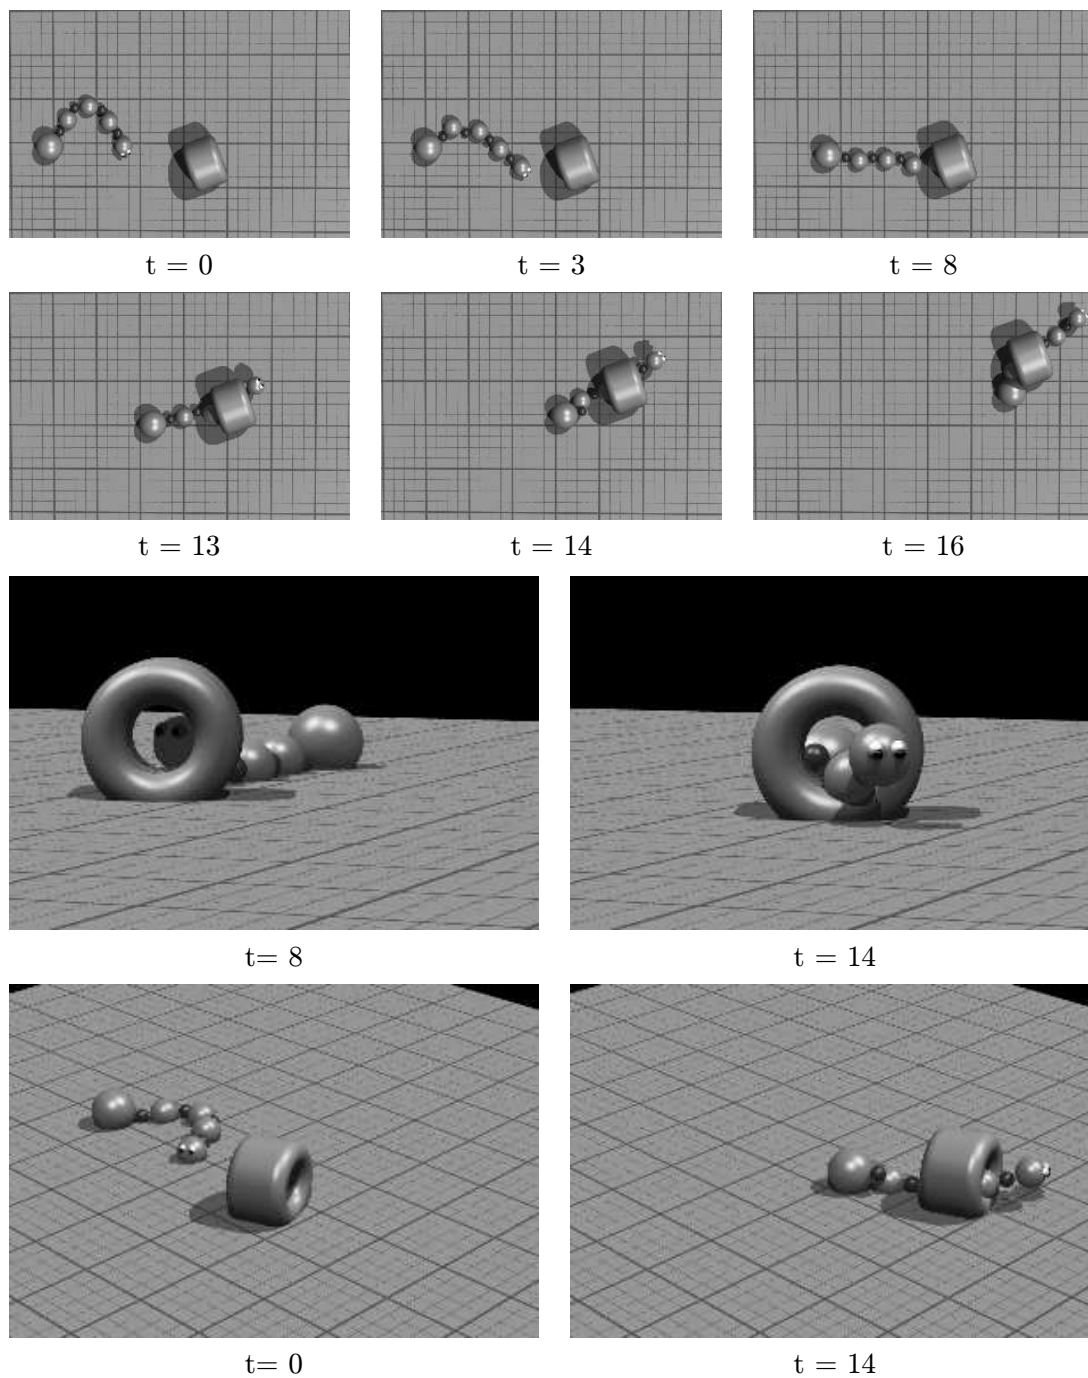 t = 0
t = 3
t = 8
t = 13
t = 14
t = 16
t= 8
t = 14
t= 0
t = 14